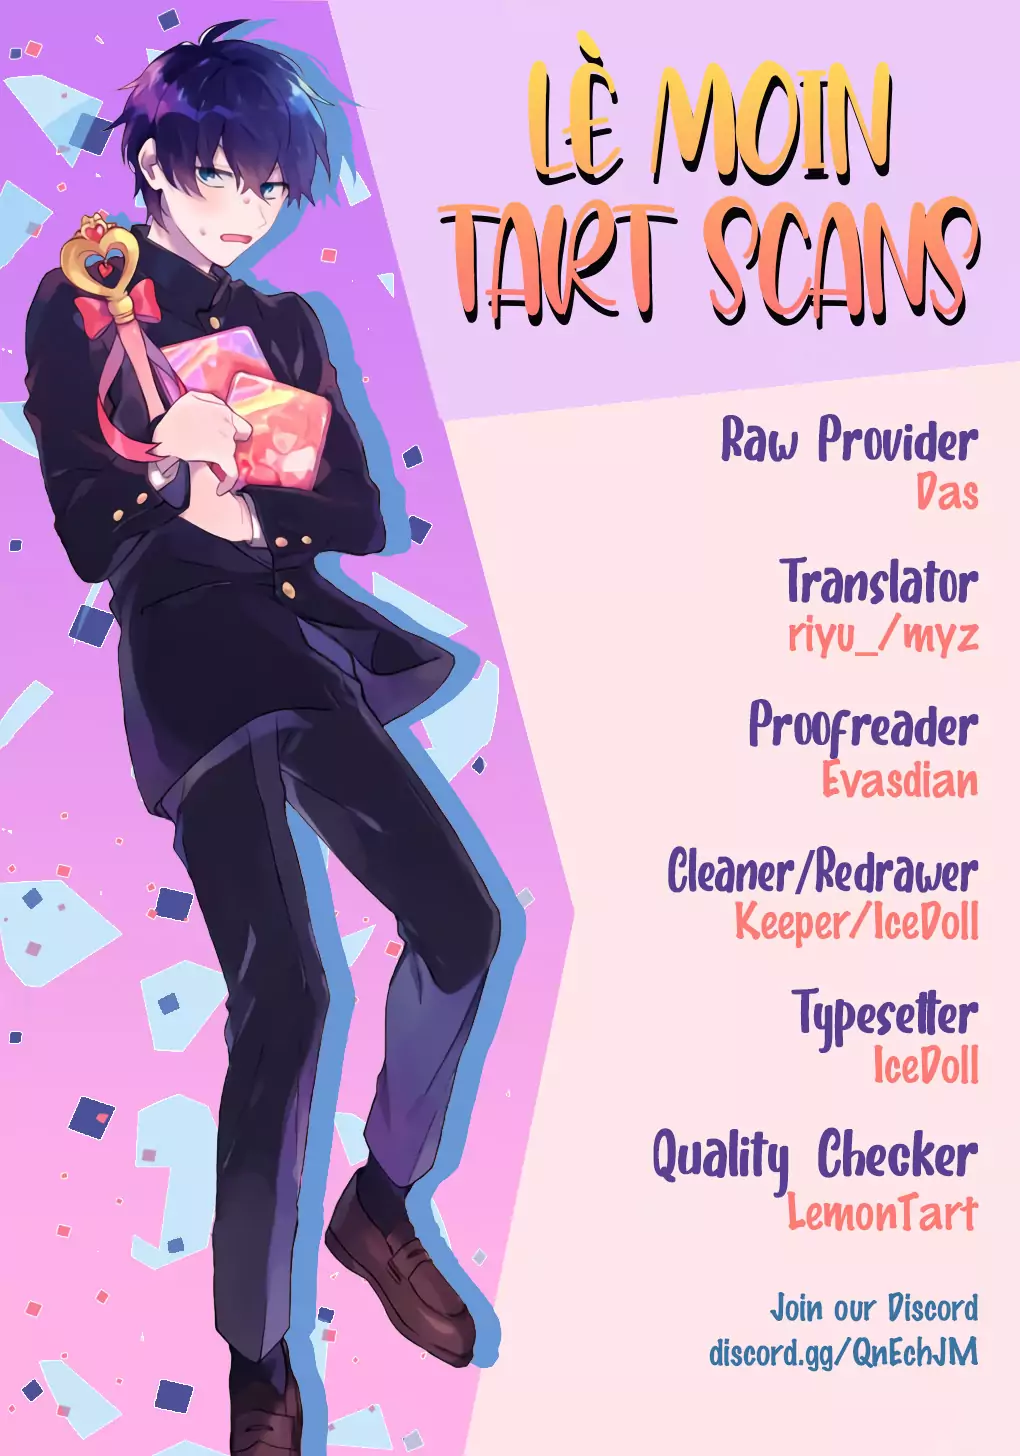 LÈ MOIN
TART SCANS
Raw Provider
Das
Translator
riyu_/myz
Proofreader
Evasdian
Cleaner/Redrawer
Keeper/IceDoll
Typesetter
IceDoll
Quality Checker
LemonTart
Join our Discord
discord.gg/QnEchJM